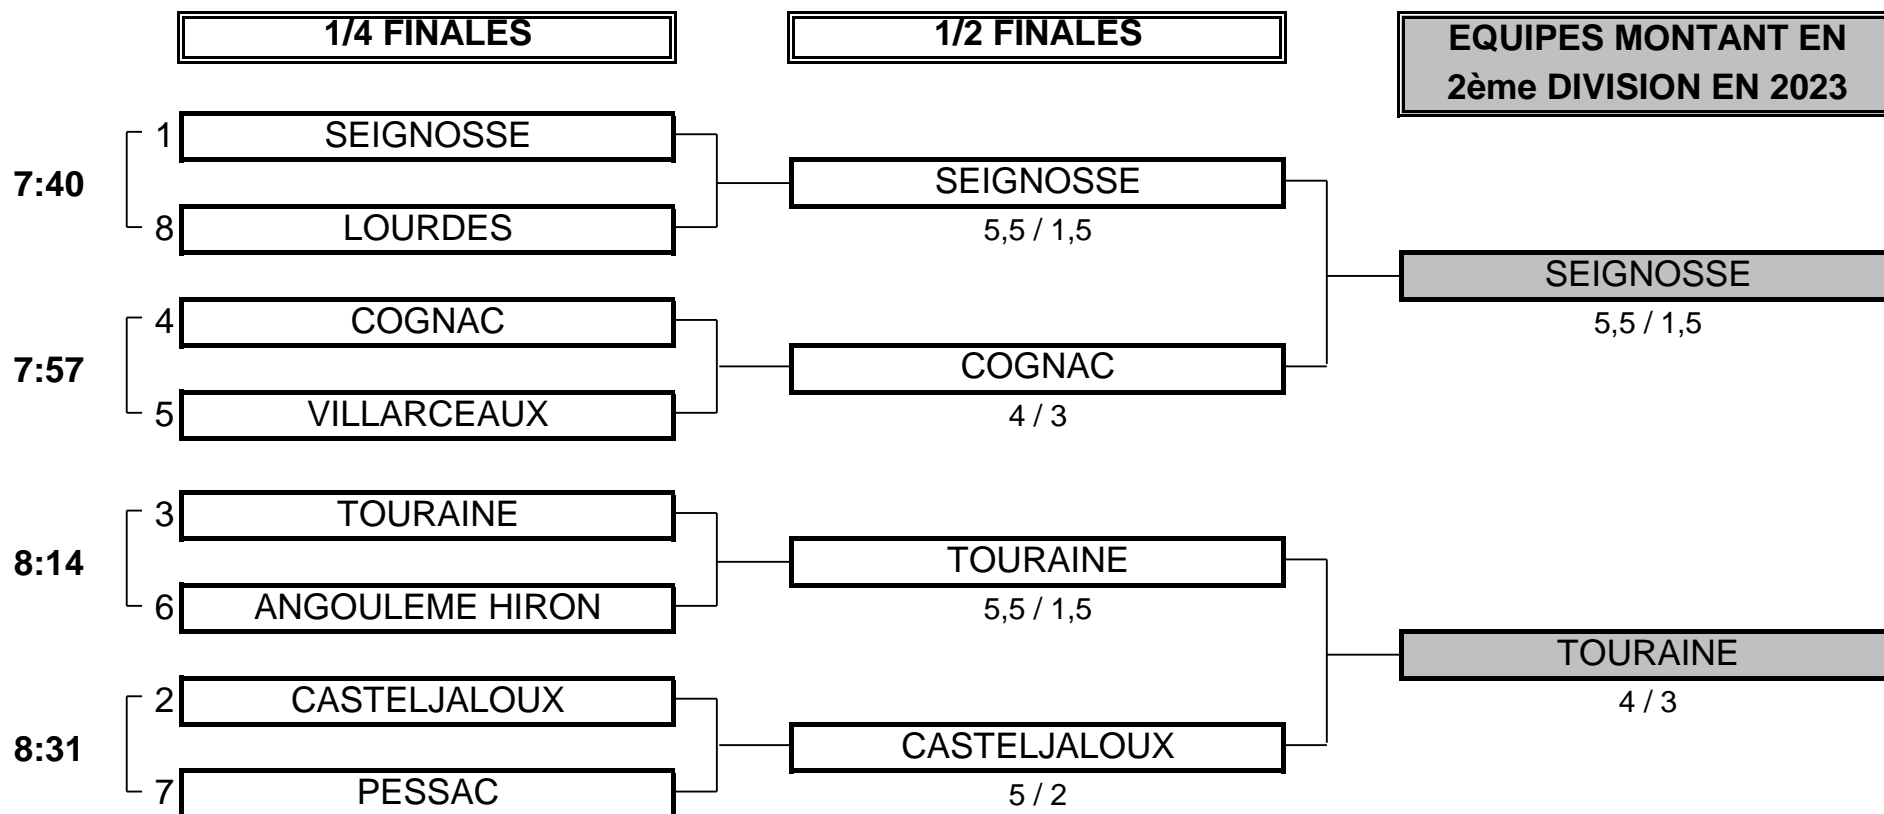 1/4 FINALES
1/2 FINALES
EQUIPES MONTANT EN
2ème DIVISION EN 2023
1 SEIGNOSSE
7:40
8 LOURDES
SEIGNOSSE
5,5 / 1,5
4 COGNAC
7:57
5 VILLARCEAUX
COGNAC
4 / 3
SEIGNOSSE
5,5 / 1,5
3 TOURAINE
8:14
6 ANGOULEME HIRON
TOURAINE
5,5 / 1,5
2 CASTELJALOUX
8:31
7 PESSAC
CASTELJALOUX
5 / 2
TOURAINE
4 / 3